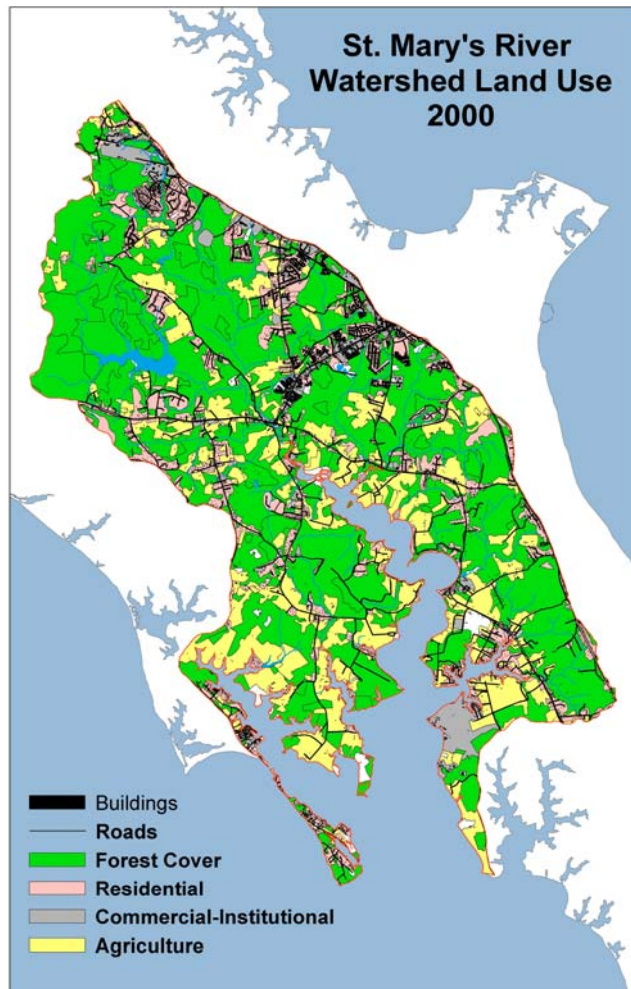 St. Mary's River
Watershed Land Use
2000
Buildings
Roads
Forest Cover
Residential
Commercial-Institutional
Agriculture